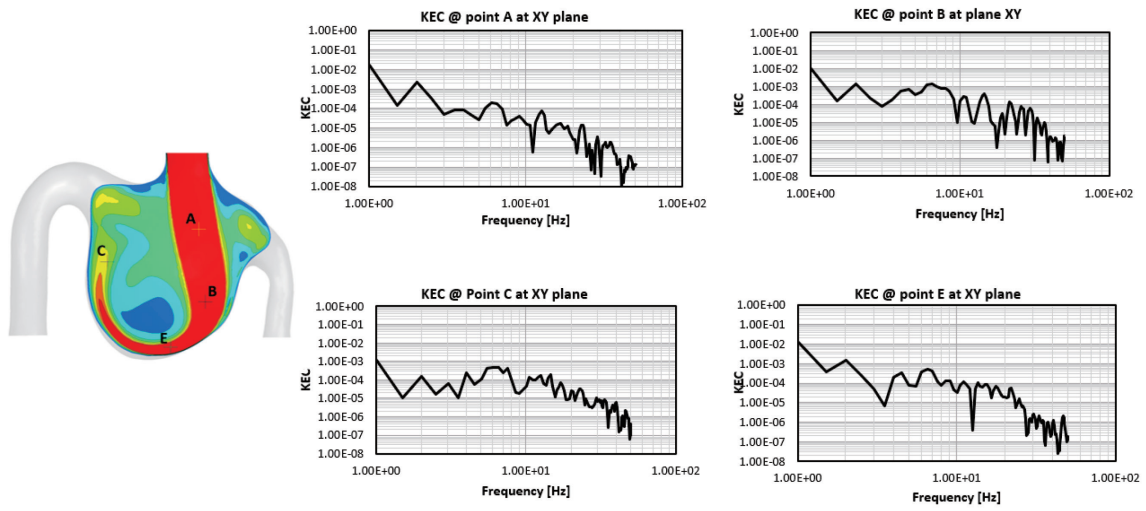 KEC @ point A at XY plane
1.00E+00
1.00E-01
1.00E-02
1.00E-03
1.00E-04
1.00E-05
1.00E-06
1.00E-07
1.00E-08
KEC
1.00E+00 1.00E+01 1.00E+02
Frequency [Hz]
KEC @ point B at plane XY
1.00E+00
1.00E-01
1.00E-02
1.00E-03
1.00E-04
1.00E-05
1.00E-06
1.00E-07
1.00E-08
KEC
1.00E+00 1.00E+01 1.00E+02
Frequency [Hz]
A
C
B
E
KEC @ Point C at XY plane
1.00E+00
1.00E-01
1.00E-02
1.00E-03
1.00E-04
1.00E-05
1.00E-06
1.00E-07
1.00E-08
KEC
1.00E+00 1.00E+01 1.00E+02
Frequency [Hz]
KEC @ point E at XY plane
1.00E+00
1.00E-01
1.00E-02
1.00E-03
1.00E-04
1.00E-05
1.00E-06
1.00E-07
1.00E-08
KEC
1.00E+00 1.00E+01 1.00E+02
Frequency [Hz]